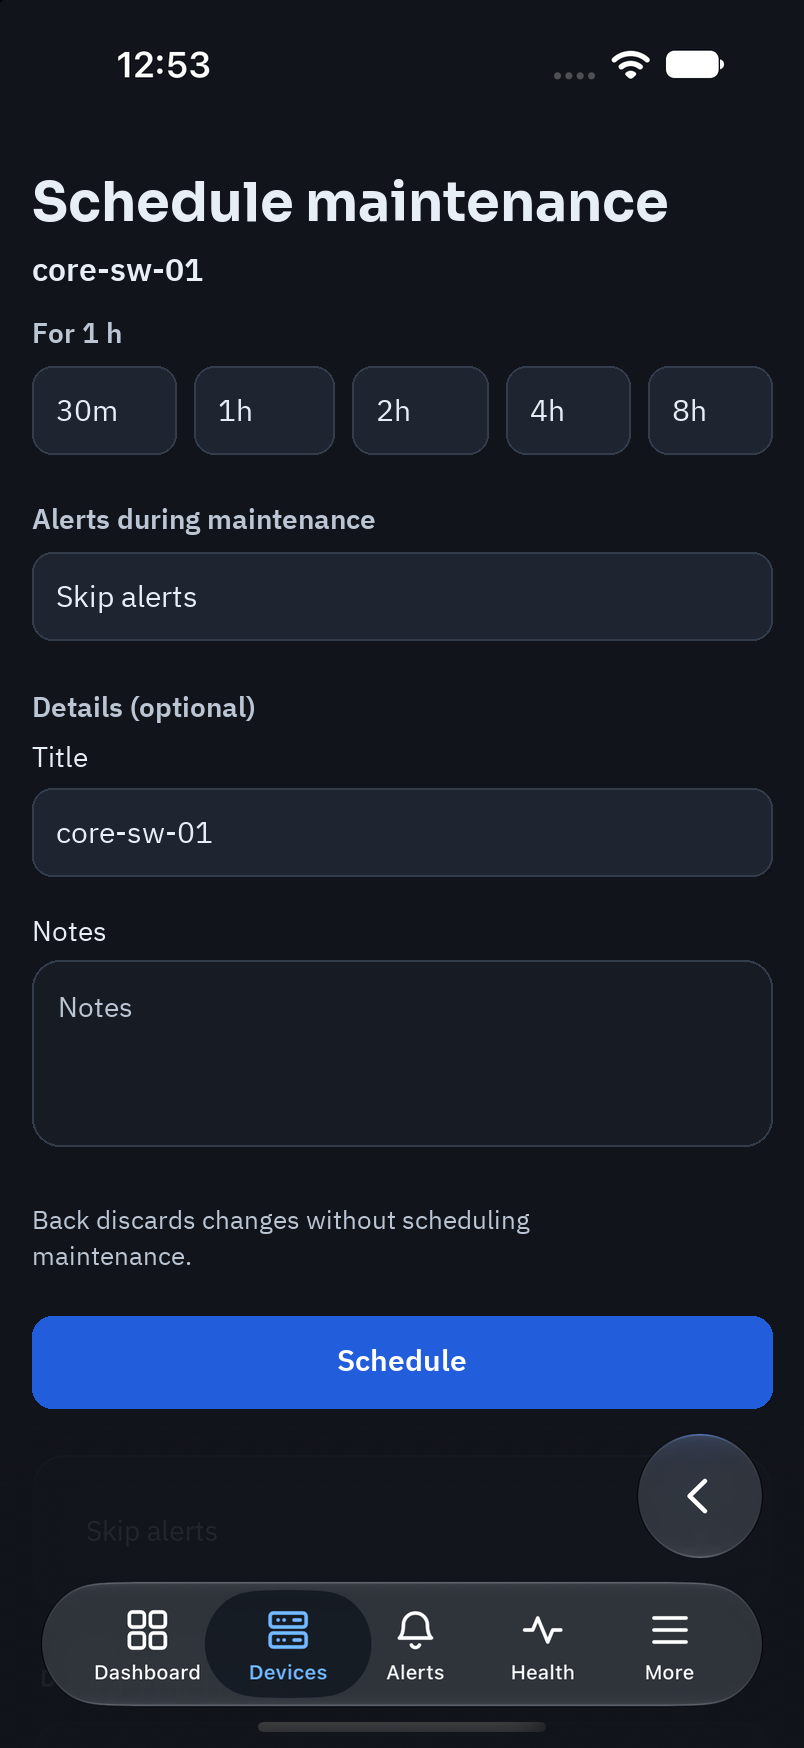 12:53
Schedule maintenance
core-sw-01
For 1 h
30m 1h 2h 4h 8h
Alerts during maintenance
Skip alerts
Details (optional)
Title
core-sw-01
Notes
Notes
Back discards changes without scheduling
maintenance.
Schedule
Skip alerts
Dashboard Devices Alerts Health More